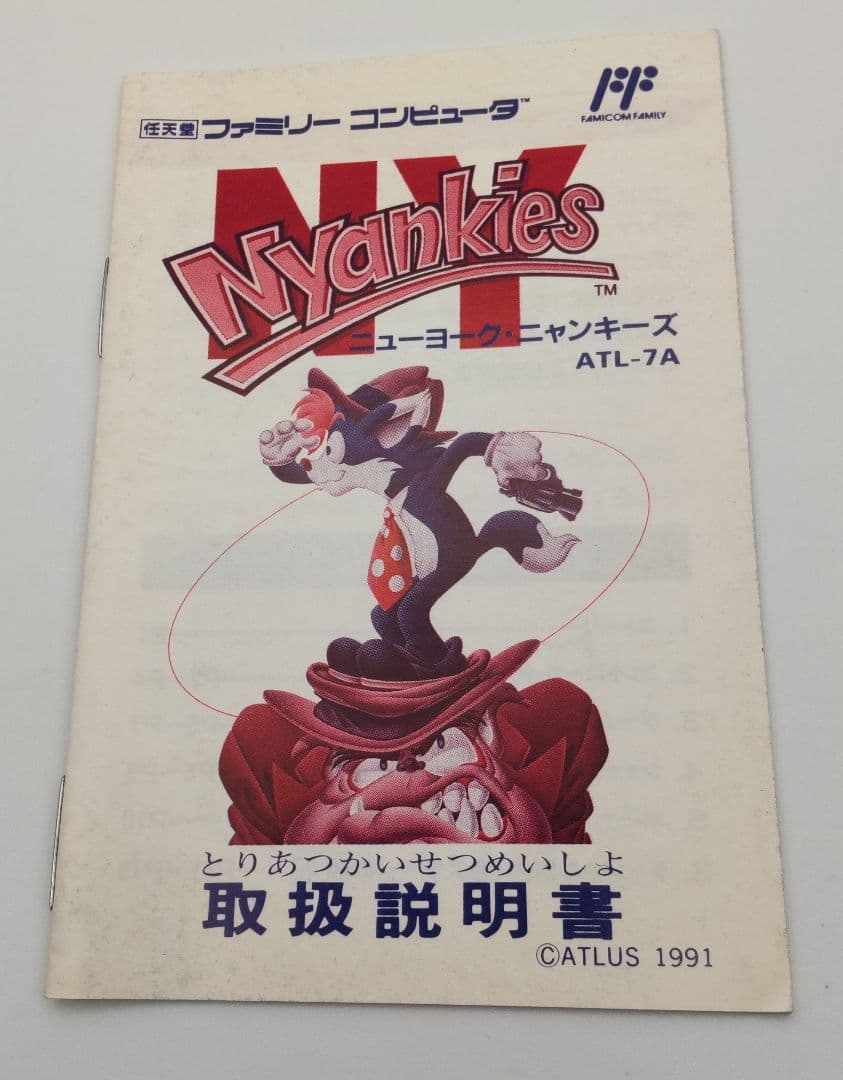 任天堂 ファミリー コンピュータ™
FAMICOM FAMILY
NY
Nyankies
TM
ニューヨーク・ニャンキーズ
ATL-7A
とりあつかいせつめいしよ
取扱説明書
©ATLUS 1991